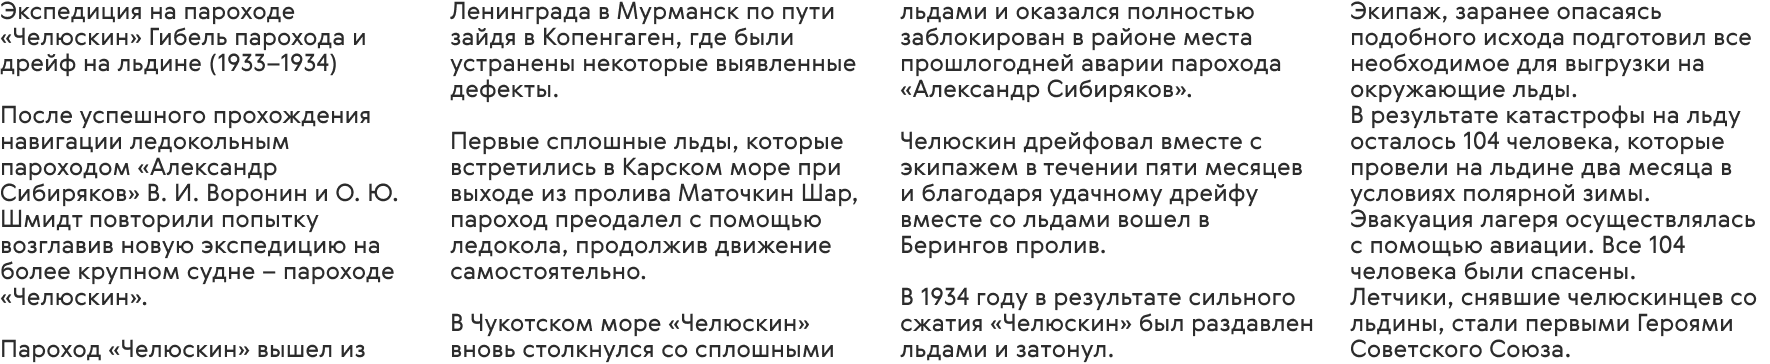 Экспедиция на пароходе
«Челюскин» Гибель парохода и
дрейф на льдине (1933–1934)
После успешного прохождения
навигации ледокольным
пароходом «Александр
Сибиряков» В. И. Воронин и О. Ю.
Шмидт повторили попытку
возглавив новую экспедицию на
более крупном судне – пароходе
«Челюскин».
Пароход «Челюскин» вышел из
Ленинграда в Мурманск по пути
зайдя в Копенгаген, где были
устранены некоторые выявленные
дефекты.
Первые сплошные льды, которые
встретились в Карском море при
выходе из пролива Маточкин Шар,
пароход преодалел с помощью
ледокола, продолжив движение
самостоятельно.
В Чукотском море «Челюскин»
вновь столкнулся со сплошными
льдами и оказался полностью
заблокирован в районе места
прошлогодней аварии парохода
«Александр Сибиряков».
Челюскин дрейфовал вместе с
экипажем в течении пяти месяцев
и благодаря удачному дрейфу
вместе со льдами вошел в
Берингов пролив.
В 1934 году в результате сильного
сжатия «Челюскин» был раздавлен
льдами и затонул.
Экипаж, заранее опасаясь
подобного исхода подготовил все
необходимое для выгрузки на
окружающие льды.
В результате катастрофы на льду
осталось 104 человека, которые
провели на льдине два месяца в
условиях полярной зимы.
Эвакуация лагеря осуществлялась
с помощью авиации. Все 104
человека были спасены.
Летчики, снявшие челюскинцев со
льдины, стали первыми Героями
Советского Союза.